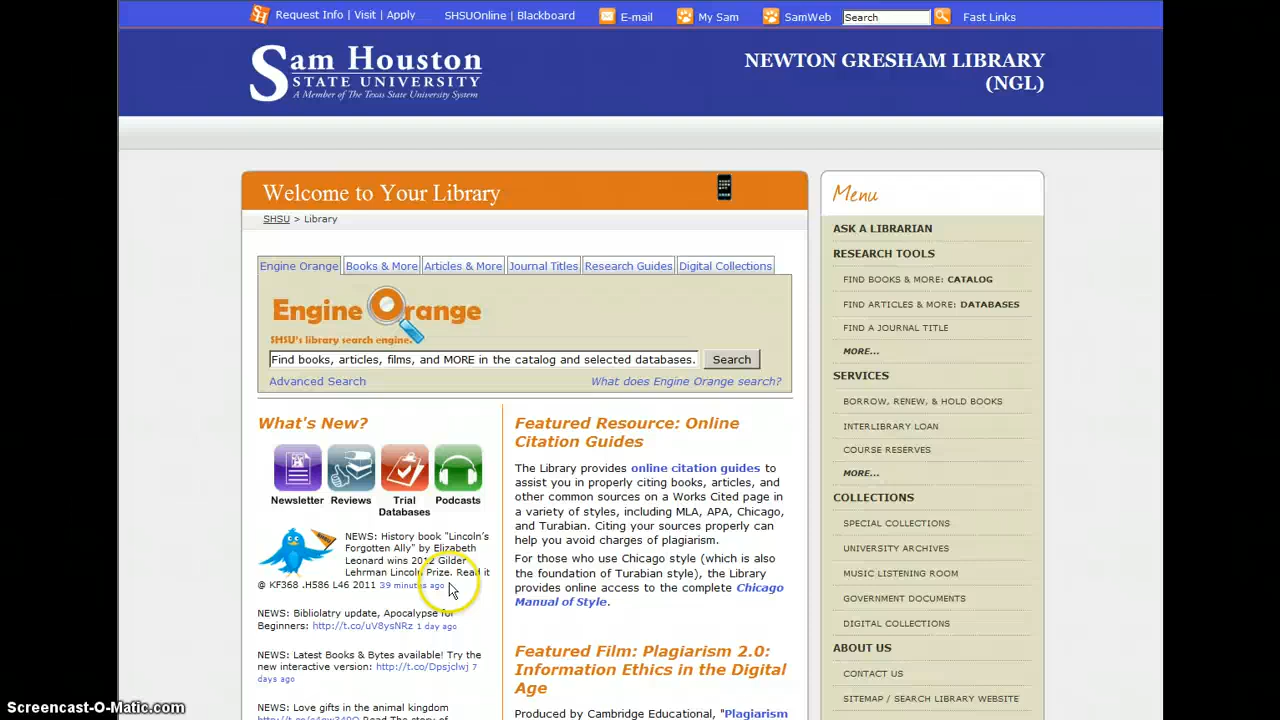 Request Info | Visit | Apply
SHSUOnline | Blackboard
E-mail
My Sam
SamWeb
Search
Fast Links
Sam Houston
STATE UNIVERSITY
A Member of The Texas State University System
NEWTON GRESHAM LIBRARY
(NGL)
Welcome to Your Library
SHSU > Library
Engine Orange
Books & More
Articles & More
Journal Titles
Research Guides
Digital Collections
Engine Orange
SHSU's library search engine.
Find books, articles, films, and MORE in the catalog and selected databases.
Search
Advanced Search
What does Engine Orange search?
What's New?
Newsletter
Reviews
Trial
Databases
Podcasts
NEWS: History book "Lincoln's
Forgotten Ally" by Elizabeth
Leonard wins 2012 Gilder
Lehrman Lincoln Prize. Read it
@ KF368 .H586 L46 2011 39 minutes ago
NEWS: Bibliolatry update, Apocalypse for
Beginners: http://t.co/uV8ysNRz 1 day ago
NEWS: Latest Books & Bytes available! Try the
new interactive version: http://t.co/Dpsjclwj 7
days ago
NEWS: Love gifts in the animal kingdom
Featured Resource: Online
Citation Guides
The Library provides online citation guides to
assist you in properly citing books, articles, and
other common sources on a Works Cited page in
a variety of styles, including MLA, APA, Chicago,
and Turabian. Citing your sources properly can
help you avoid charges of plagiarism.
For those who use Chicago style (which is also
the foundation of Turabian style), the Library
provides online access to the complete Chicago
Manual of Style.
Featured Film: Plagiarism 2.0:
Information Ethics in the Digital
Age
Produced by Cambridge Educational, "Plagiarism
Menu
ASK A LIBRARIAN
RESEARCH TOOLS
FIND BOOKS & MORE: CATALOG
FIND ARTICLES & MORE: DATABASES
FIND A JOURNAL TITLE
MORE...
SERVICES
BORROW, RENEW, & HOLD BOOKS
INTERLIBRARY LOAN
COURSE RESERVES
MORE...
COLLECTIONS
SPECIAL COLLECTIONS
UNIVERSITY ARCHIVES
MUSIC LISTENING ROOM
GOVERNMENT DOCUMENTS
DIGITAL COLLECTIONS
ABOUT US
CONTACT US
SITEMAP / SEARCH LIBRARY WEBSITE
Screencast-O-Matic.com